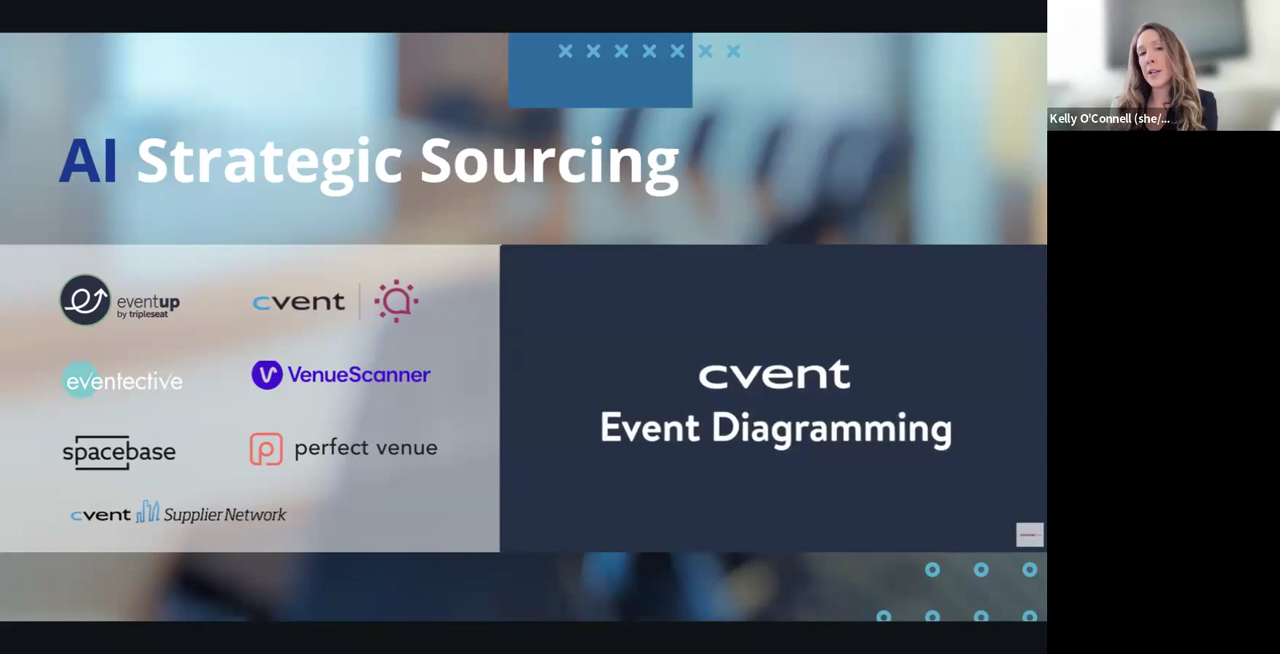 AI Strategic Sourcing
eventup
by tripleseat
cvent
eventective
VenueScanner
spacebase
perfect venue
cvent Supplier Network
cvent
Event Diagramming
Kelly O'Connell (she/...